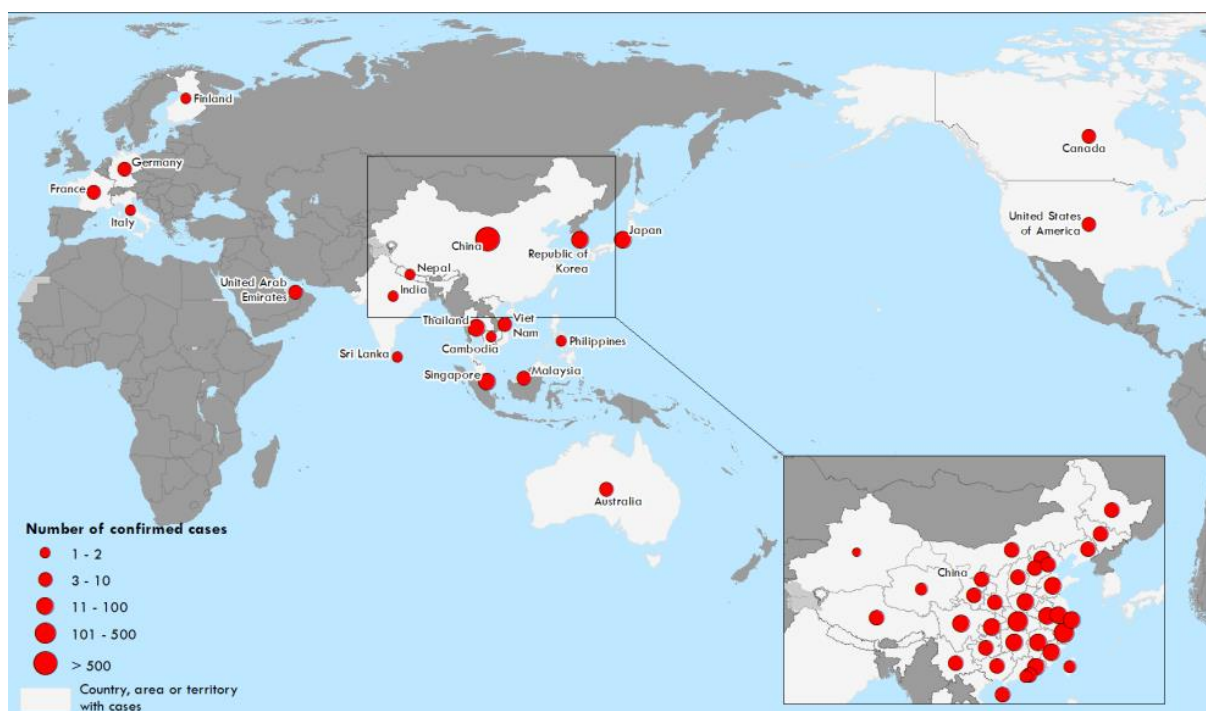 Finland
Germany
France
Italy
Canada
United States
of America
China
Republic of
Korea
Japan
Nepal
India
United Arab
Emirates
Thailand
Viet
Nam
Cambodia
Philippines
Sri Lanka
Singapore
Malaysia
Australia
China
Number of confirmed cases
1 - 2
3 - 10
11 - 100
101 - 500
> 500
Country, area or territory
with cases